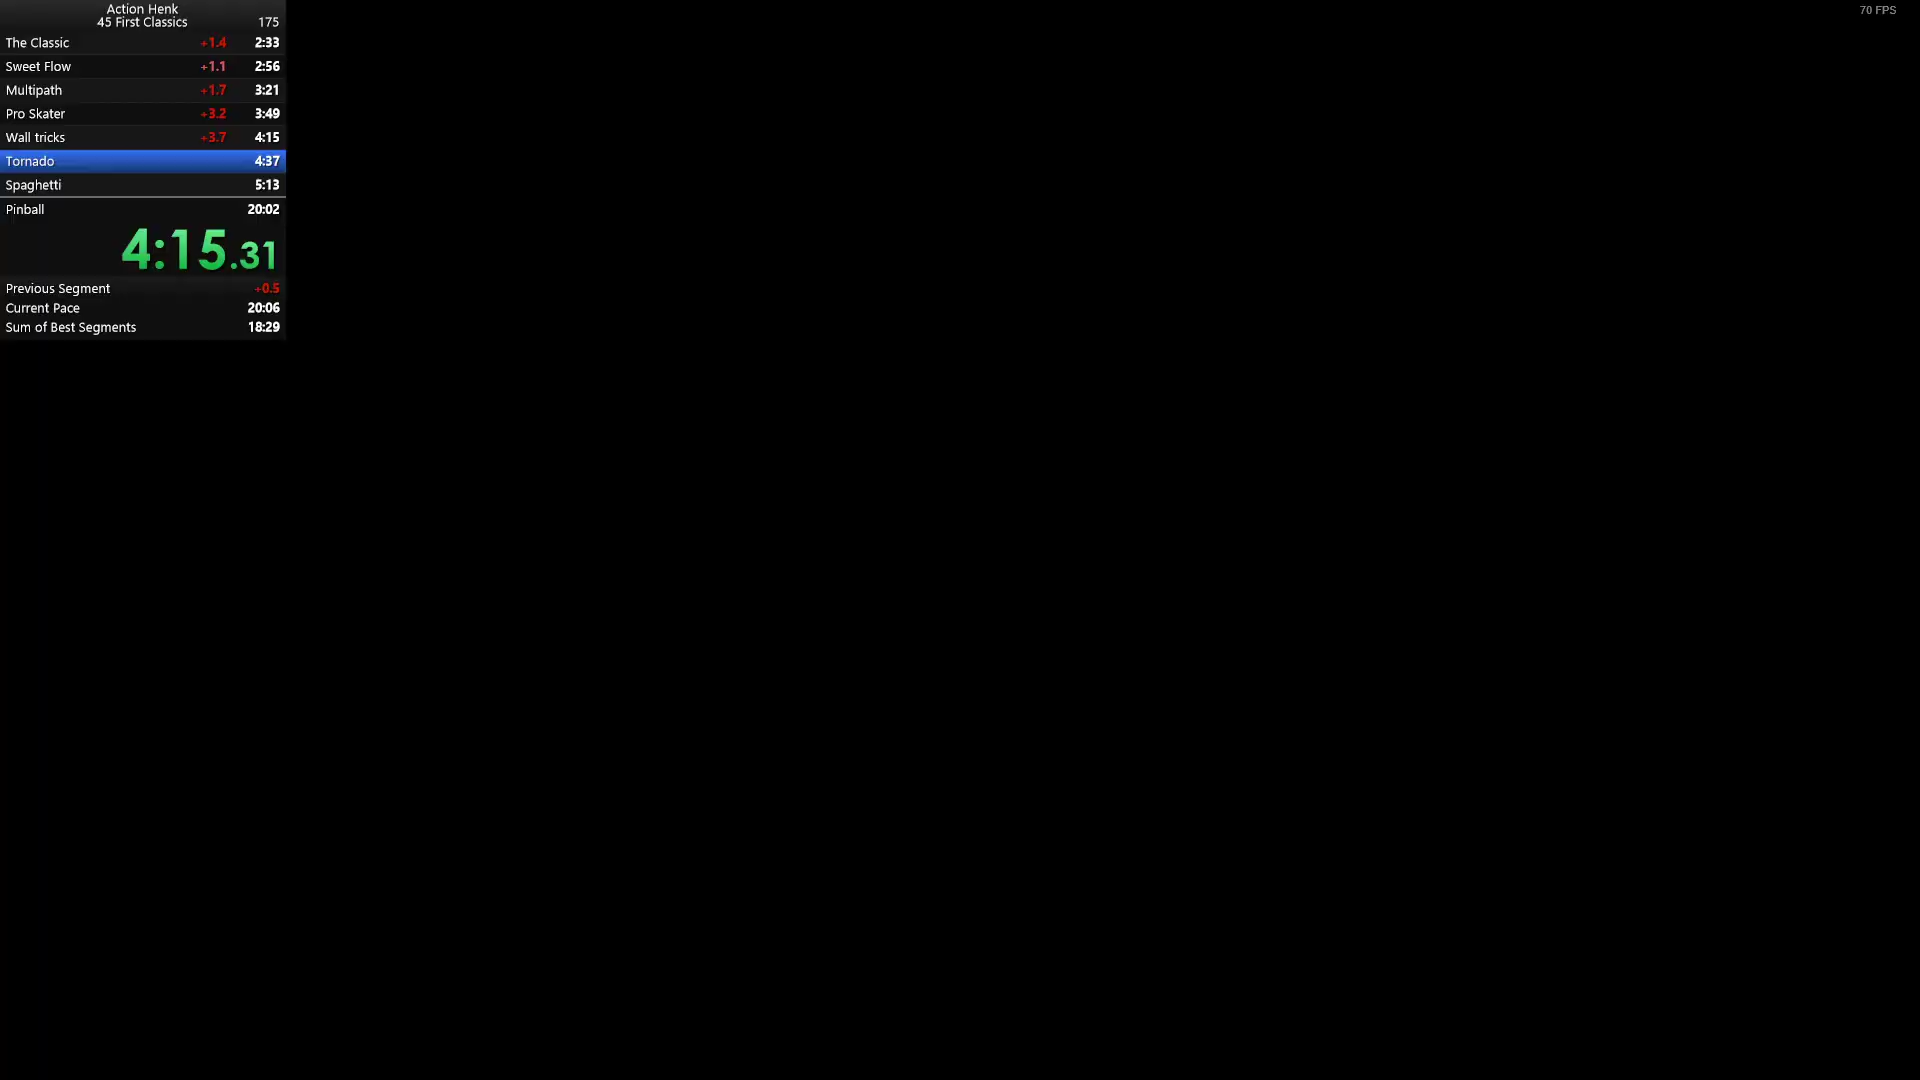 Action Henk
45 First Classics 175
70 FPS
The Classic +1.4 2:33
Sweet Flow +1.1 2:56
Multipath +1.7 3:21
Pro Skater +3.2 3:49
Wall tricks +3.7 4:15
Tornado 4:37
Spaghetti 5:13
Pinball 20:02
4:15.31
Previous Segment +0.5
Current Pace 20:06
Sum of Best Segments 18:29